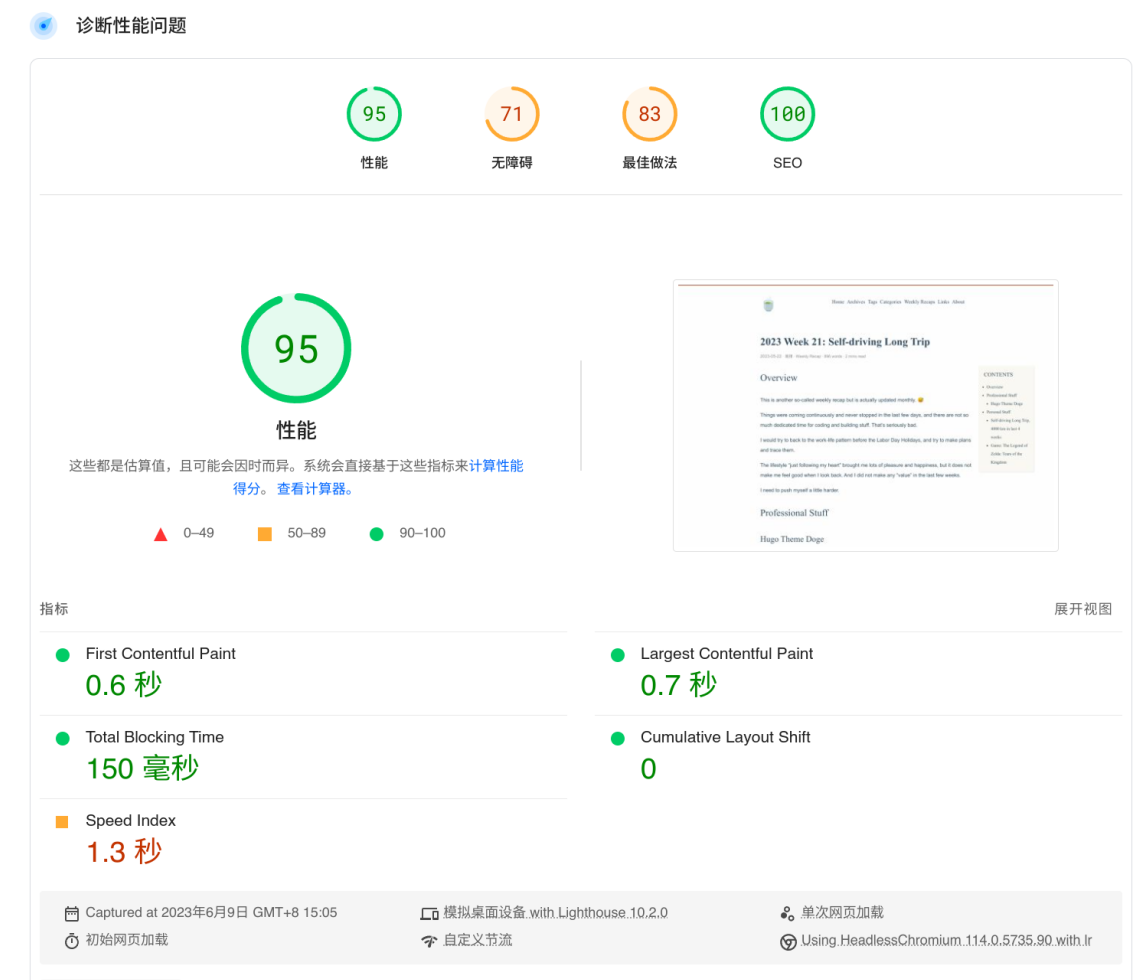 诊断性能问题
95
71
83
100
性能
无障碍
最佳做法
SEO
95
性能
这些都是估算值，且可能会因时而异。系统会直接基于这些指标来计算性能
得分。 查看计算器。
0–49
50–89
90–100
Home Archives Tags Categories Weekly Recaps Links About
2023 Week 21: Self-driving Long Trip
Overview
This is another so-called weekly recap but is actually updated monthly. 😅
Things were coming continuously and never stopped in the last few days, and there are not so
much dedicated time for coding and building stuff. That's seriously bad.
I would try to back to the work-life pattern before the Labor Day Holidays, and try to make plans
and trace them.
The lifestyle "just following my heart" brought me lots of pleasure and happiness, but it does not
make me feel good when I look back. And I did not make any "value" in the last few weeks.
I need to push myself a little harder.
Professional Stuff
Hugo Theme Doge
CONTENTS
Overview
Professional Stuff
Hugo Theme Doge
Personal Stuff
Self-driving Long Trip,
weeks
Game: The Legend of
Zelda: Tears of the
Kingdom
指标
展开视图
First Contentful Paint
0.6 秒
Largest Contentful Paint
0.7 秒
Total Blocking Time
150 毫秒
Cumulative Layout Shift
0
Speed Index
1.3 秒
Captured at 2023年6月9日 GMT+8 15:05
模拟桌面设备 with Lighthouse 10.2.0
单次网页加载
初始网页加载
自定义节流
Using HeadlessChromium 114.0.5735.90 with lr